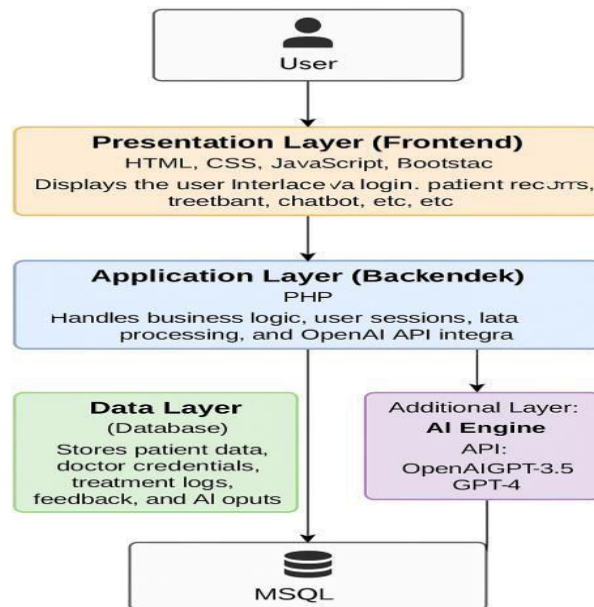 User
Presentation Layer (Frontend)
HTML, CSS, JavaScript, Bootstac
Displays the user Interlace va login. patient
treetbant, chatbot, etc, etc
Application Layer (Backendek)
PHP
Handles business logic, user sessions, lata
processing, and OpenAI API integra
Data Layer
(Database)
Stores patient data,
doctor credentials,
treatment logs,
feedback, and AI oputs
Additional Layer:
AI Engine
API:
OpenAIGPT-3.5
GPT-4
MSQL